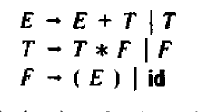 E → E + T | T
T → T * F | F
F → ( E ) | id